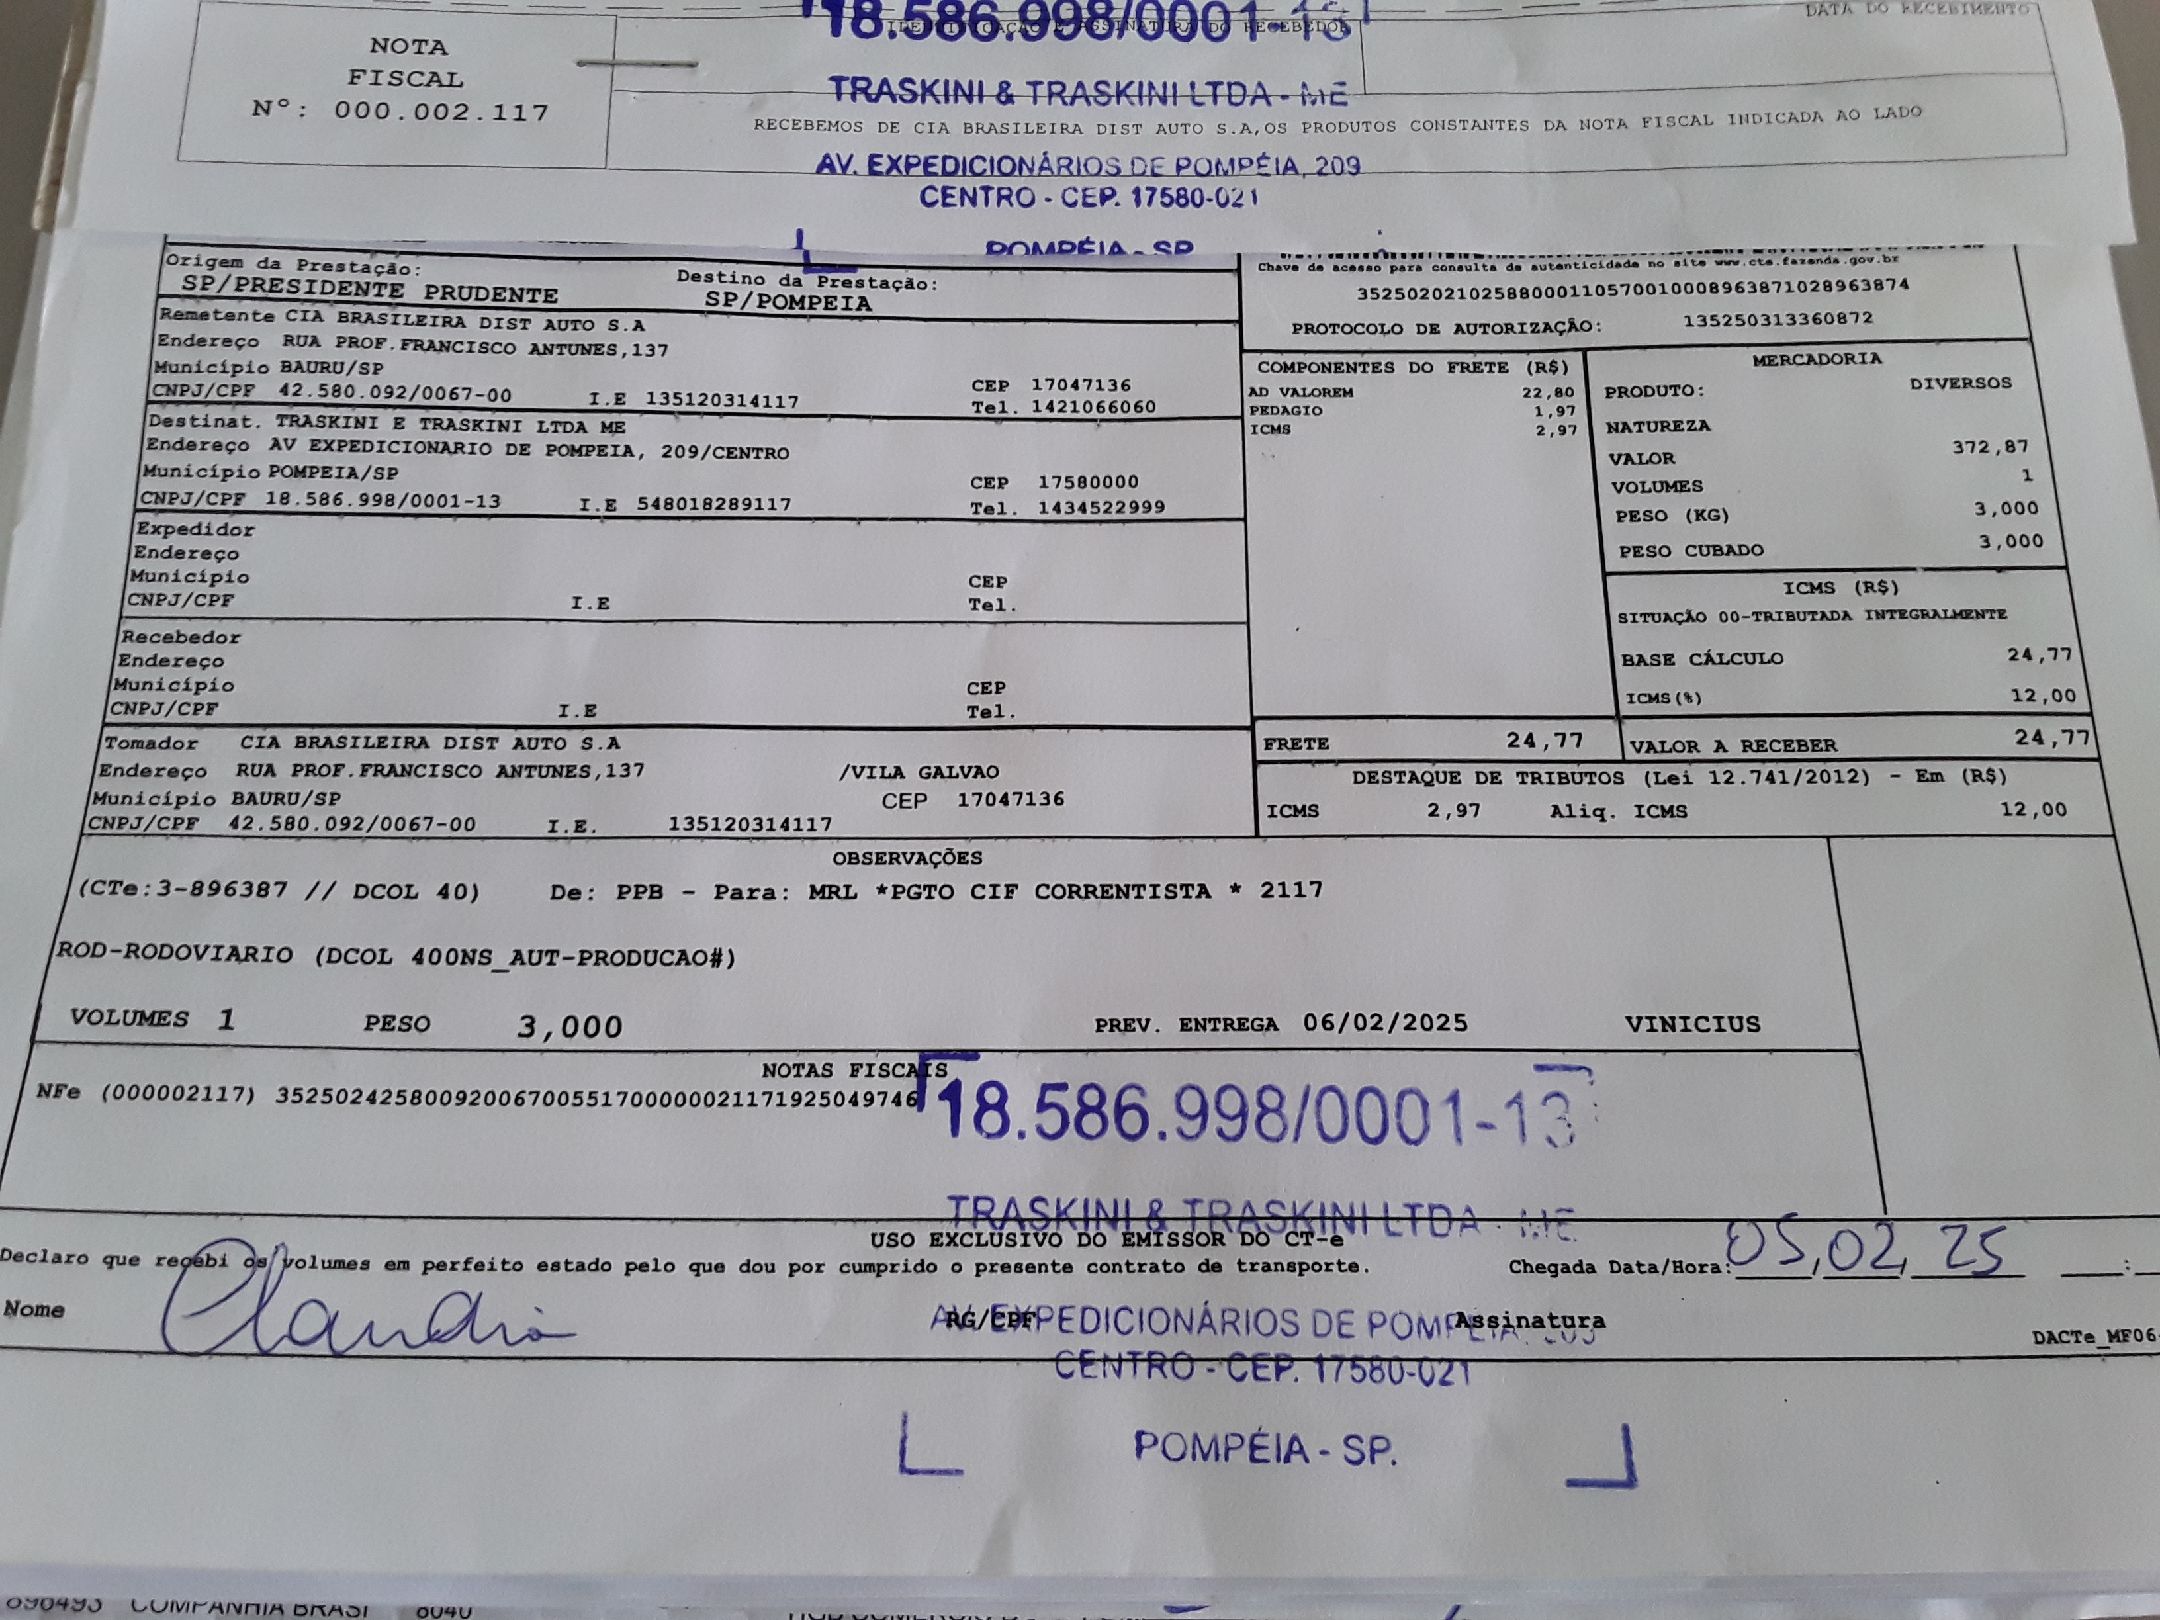 18.586.998/0001-13
IDENTIFICAÇÃO E ASSINATURA DO RECEBEDOR
DATA DO RECEBIMENTO
NOTA
FISCAL
Nº: 000.002.117
TRASKINI & TRASKINI LTDA - ME
RECEBEMOS DE CIA BRASILEIRA DIST AUTO S.A,OS PRODUTOS CONSTANTES DA NOTA FISCAL INDICADA AO LADO
AV. EXPEDICIONÁRIOS DE POMPÉIA, 209
CENTRO - CEP. 17580-021
POMPÉIA - SP
Origem da Prestação:
SP/PRESIDENTE PRUDENTE
Destino da Prestação:
SP/POMPEIA
Chave de acesso para consulta de autenticidade no site www.cte.fazenda.gov.br
35250202102588000110570010008963871028963874
PROTOCOLO DE AUTORIZAÇÃO: 135250313360872
Remetente CIA BRASILEIRA DIST AUTO S.A
Endereço RUA PROF.FRANCISCO ANTUNES,137
Município BAURU/SP CEP 17047136
CNPJ/CPF 42.580.092/0067-00 I.E 135120314117 Tel. 1421066060
Destinat. TRASKINI E TRASKINI LTDA ME
Endereço AV EXPEDICIONARIO DE POMPEIA, 209/CENTRO
Município POMPEIA/SP CEP 17580000
CNPJ/CPF 18.586.998/0001-13 I.E 548018289117 Tel. 1434522999
Expedidor
Endereço
Município CEP
CNPJ/CPF I.E Tel.
Recebedor
Endereço
Município CEP
CNPJ/CPF I.E Tel.
Tomador CIA BRASILEIRA DIST AUTO S.A
Endereço RUA PROF.FRANCISCO ANTUNES,137 /VILA GALVAO
Município BAURU/SP CEP 17047136
CNPJ/CPF 42.580.092/0067-00 I.E. 135120314117
COMPONENTES DO FRETE (R$)
AD VALOREM 22,80
PEDAGIO 1,97
ICMS 2,97
MERCADORIA
PRODUTO: DIVERSOS
NATUREZA
VALOR 372,87
VOLUMES 1
PESO (KG) 3,000
PESO CUBADO 3,000
ICMS (R$)
SITUAÇÃO 00-TRIBUTADA INTEGRALMENTE
BASE CÁLCULO 24,77
ICMS(%) 12,00
FRETE 24,77
VALOR A RECEBER 24,77
DESTAQUE DE TRIBUTOS (Lei 12.741/2012) - Em (R$)
ICMS 2,97 Aliq. ICMS 12,00
OBSERVAÇÕES
(CTe:3-896387 // DCOL 40) De: PPB - Para: MRL *PGTO CIF CORRENTISTA * 2117
ROD-RODOVIARIO (DCOL 400NS_AUT-PRODUCAO#)
VOLUMES 1 PESO 3,000 PREV. ENTREGA 06/02/2025 VINICIUS
NOTAS FISCAIS
NFe (000002117) 35250242580092006700551700000021171925049746
18.586.998/0001-13
TRASKINI & TRASKINI LTDA - ME
USO EXCLUSIVO DO EMISSOR DO CT-e
Declaro que recebi os volumes em perfeito estado pelo que dou por cumprido o presente contrato de transporte. Chegada Data/Hora: 05,02,25 :
Nome Claudio RG/CPF Assinatura
AV. EXPEDICIONÁRIOS DE POMPÉIA, 209
DACTe_MF06-
CENTRO - CEP. 17580-021
POMPÉIA - SP.
896493 COMPANHIA BRASI 8040